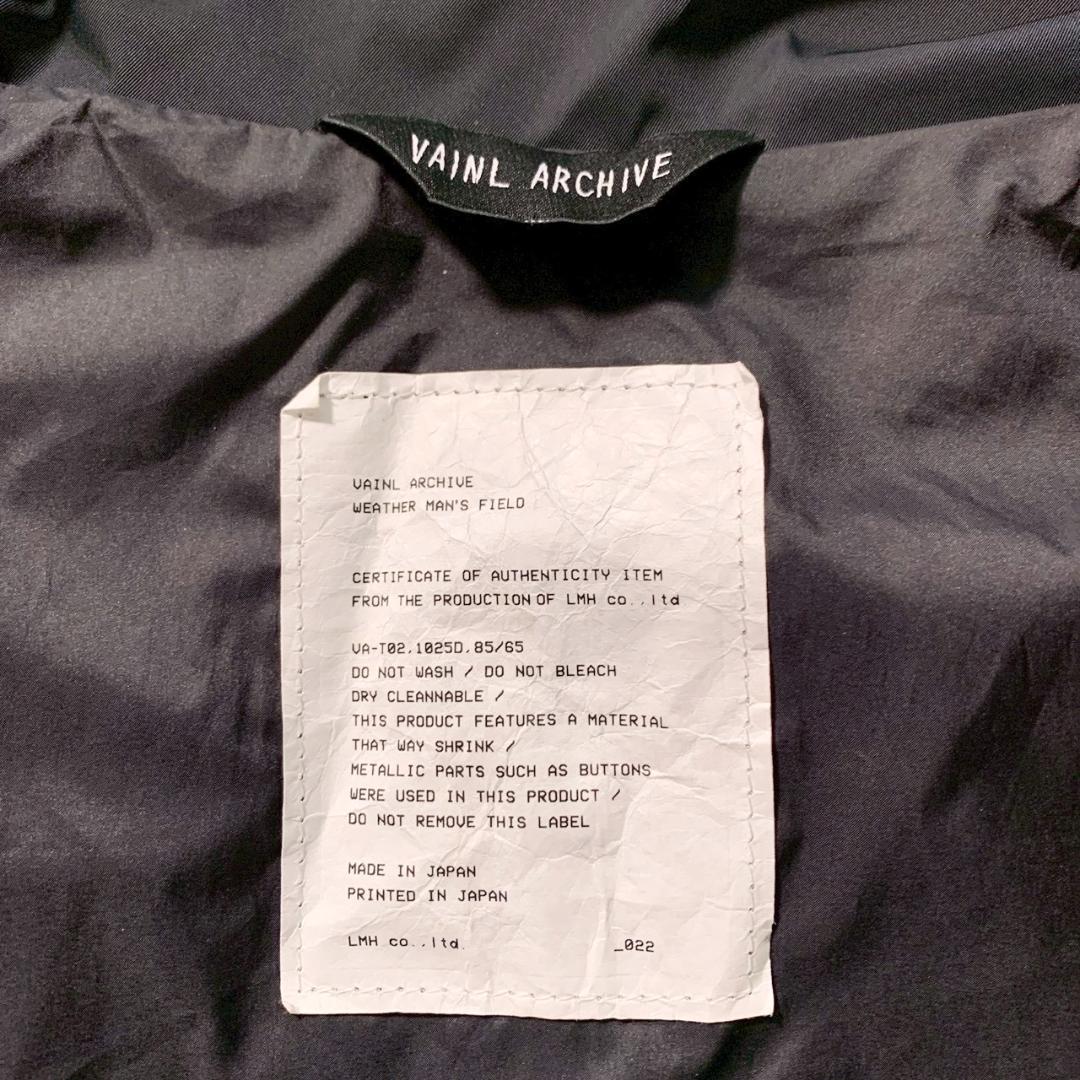 VAINL ARCHIVE
VAINL ARCHIVE
WEATHER MAN'S FIELD
CERTIFICATE OF AUTHENTICITY ITEM
FROM THE PRODUCTION OF LMH co.,ltd
VA-T02.1025D.85/65
DO NOT WASH / DO NOT BLEACH
DRY CLEANNABLE /
THIS PRODUCT FEATURES A MATERIAL
THAT WAY SHRINK /
METALLIC PARTS SUCH AS BUTTONS
WERE USED IN THIS PRODUCT /
DO NOT REMOVE THIS LABEL
MADE IN JAPAN
PRINTED IN JAPAN
LMH co.,ltd. _022